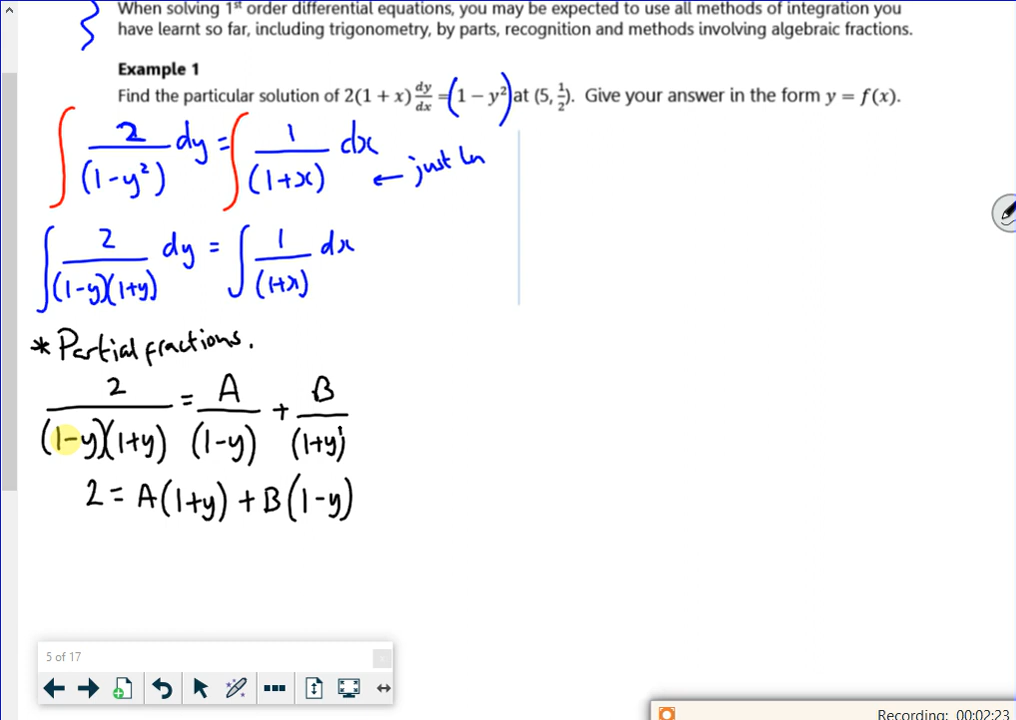 When solving 1st order differential equations, you may be expected to use all methods of integration you
have learnt so far, including trigonometry, by parts, recognition and methods involving algebraic fractions.
Example 1
Find the particular solution of 2(1 + x) dy/dx = (1 − y²) at (5, 1/2). Give your answer in the form y = f(x).
∫ 2/(1-y²) dy = ∫ 1/(1+x) dx ← just ln
∫ 2/((1-y)(1+y)) dy = ∫ 1/(1+x) dx
* Partial fractions.
2/((1-y)(1+y)) = A/(1-y) + B/(1+y)
2 = A(1+y) + B(1-y)
5 of 17
Recording: 00:02:23